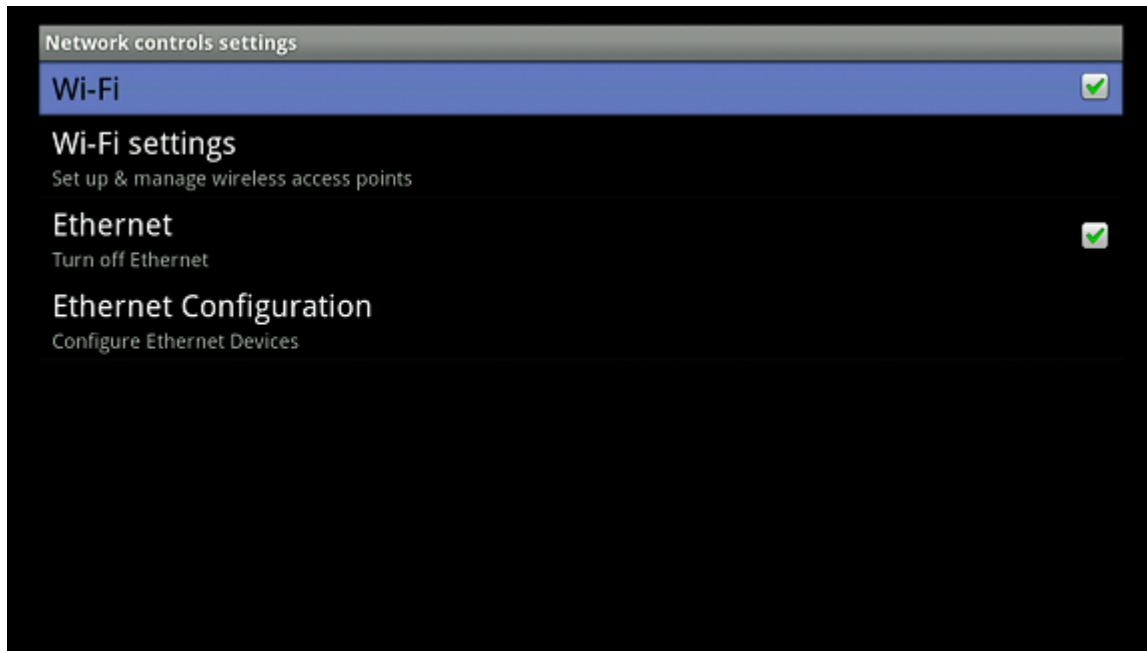 Network controls settings
Wi-Fi
Wi-Fi settings
Set up & manage wireless access points
Ethernet
Turn off Ethernet
Ethernet Configuration
Configure Ethernet Devices